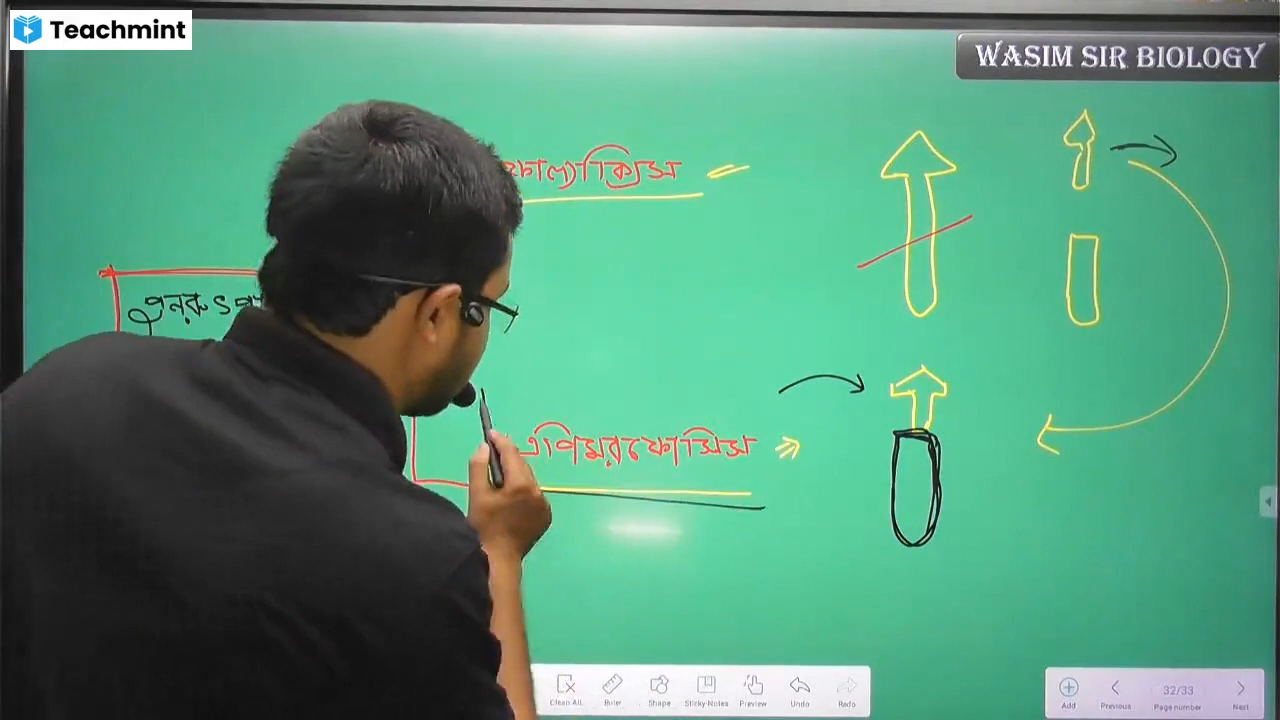 Teachmint
WASIM SIR BIOLOGY
এপিমরফোসিস
Clean All
Ruler
Shape
Sticky-Notes
Preview
Undo
Redo
Add
Previous
32/33
Page number
Next